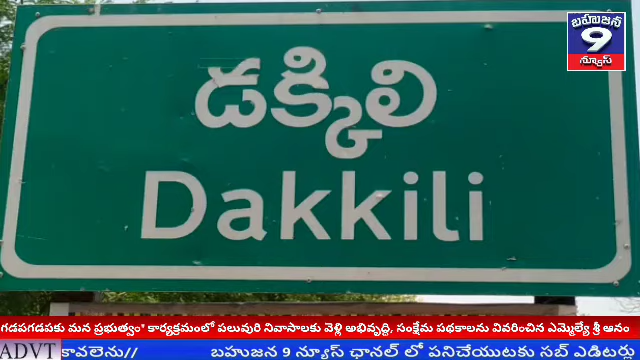 బహుజన
9
న్యూస్
డక్కిలి
Dakkili
గడపగడపకు మన ప్రభుత్వం" కార్యక్రమంలో పలువురి నివాసాలకు వెళ్లి అభివృద్ధి, సంక్షేమ పథకాలను వివరించిన ఎమ్మెల్యే శ్రీ ఆనం
ADVT కావలెను// బహుజన 9 న్యూస్ ఛానల్ లో పనిచేయుటకు సబ్ ఎడిటర్లు